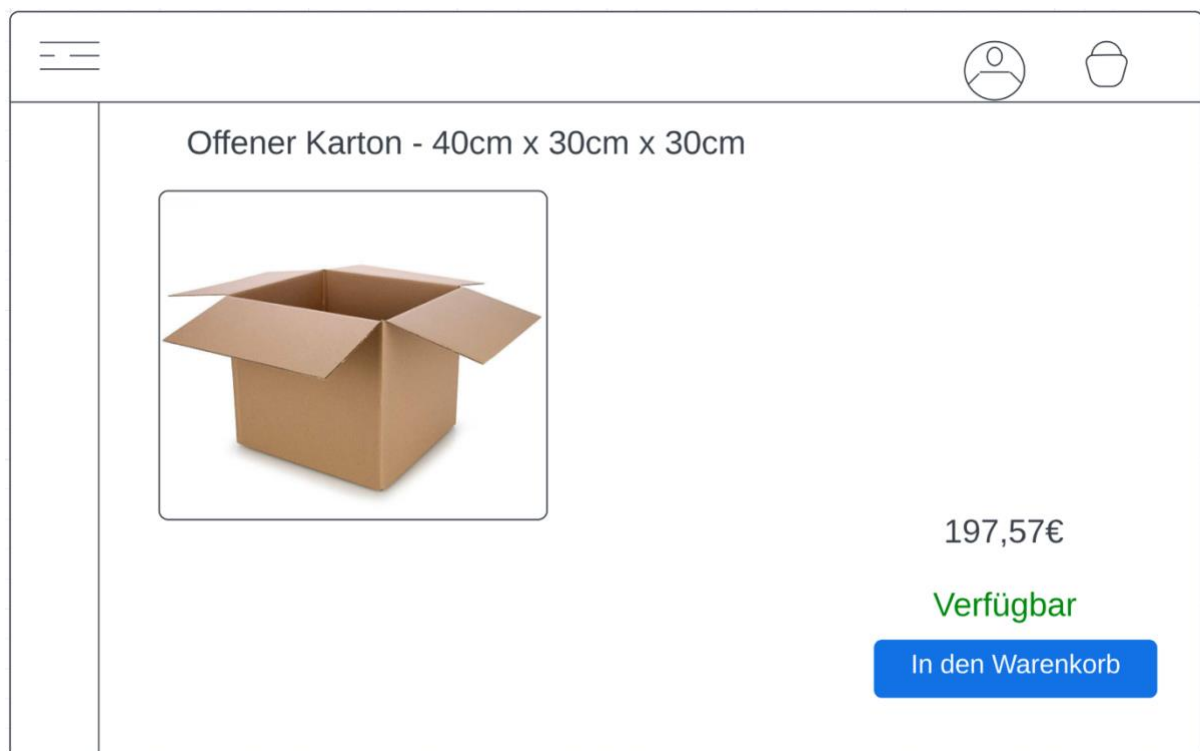 Offener Karton - 40cm x 30cm x 30cm
197,57€
Verfügbar
In den Warenkorb